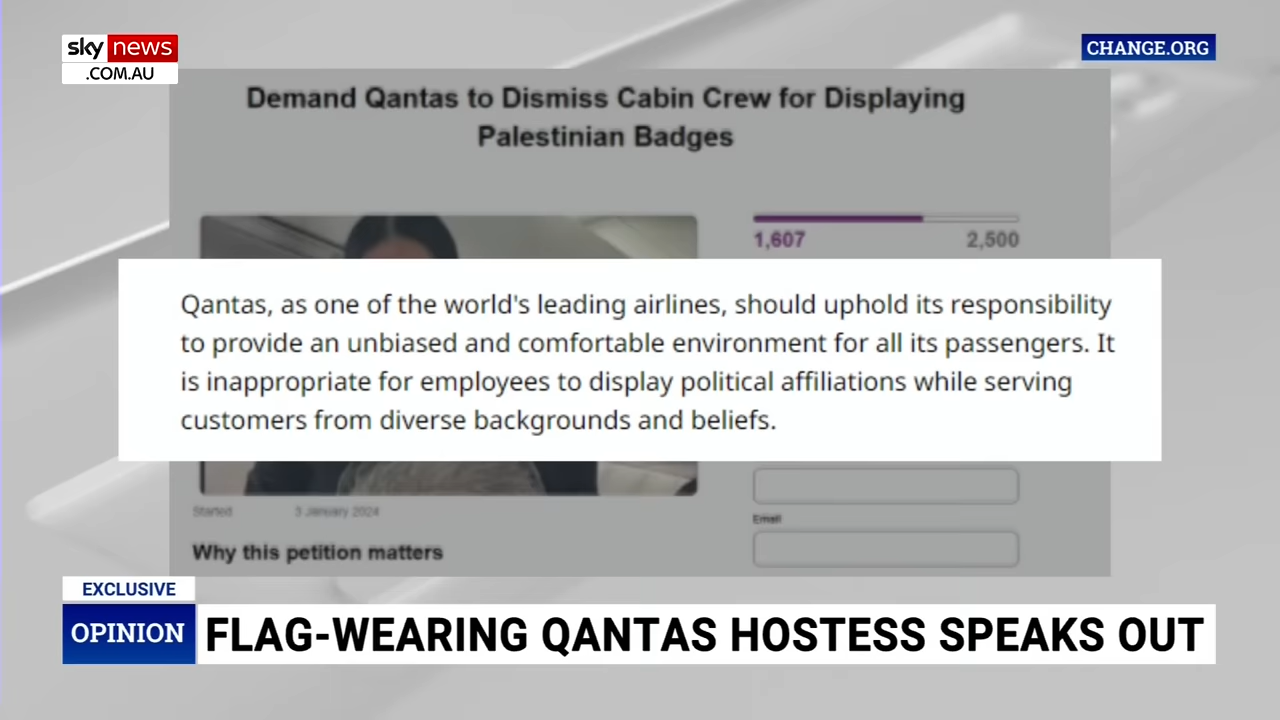 sky news
.COM.AU
CHANGE.ORG
Demand Qantas to Dismiss Cabin Crew for Displaying
Palestinian Badges
1,607 2,500
Qantas, as one of the world's leading airlines, should uphold its responsibility
to provide an unbiased and comfortable environment for all its passengers. It
is inappropriate for employees to display political affiliations while serving
customers from diverse backgrounds and beliefs.
Started 3 January 2024
Email
Why this petition matters
EXCLUSIVE
OPINION
FLAG-WEARING QANTAS HOSTESS SPEAKS OUT